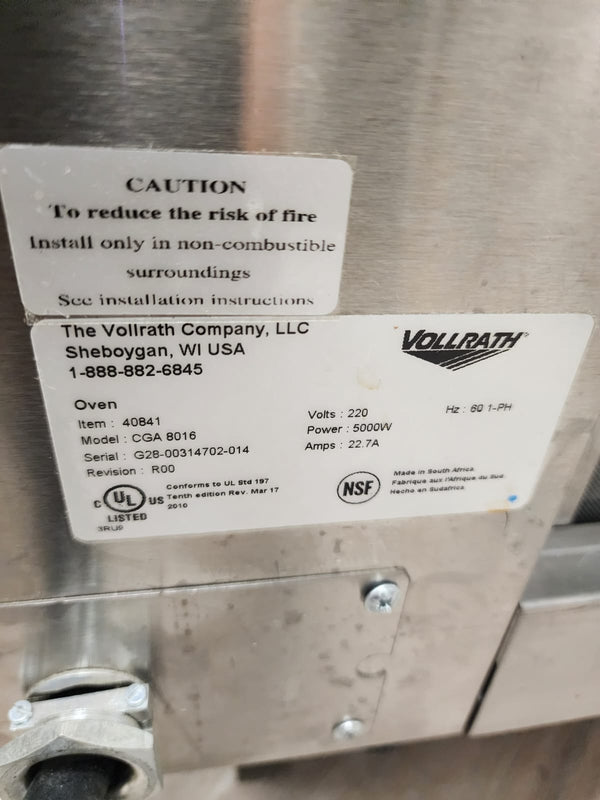 CAUTION
To reduce the risk of fire
Install only in non-combustible
surroundings
See installation instructions
The Vollrath Company, LLC
Sheboygan, WI USA
1-888-882-6845
VOLLRATH
Oven
Item : 40841
Model : CGA 8016
Serial : G28-00314702-014
Revision : R00
Volts : 220
Power : 5000W
Amps : 22.7A
Hz : 60 1-PH
C UL US
LISTED
3RU9
Conforms to UL Std 197
Tenth edition Rev. Mar 17
2010
NSF
Made in South Africa.
Fabrique aux l'Afrique du Sud.
Hecho en Sudafrica.